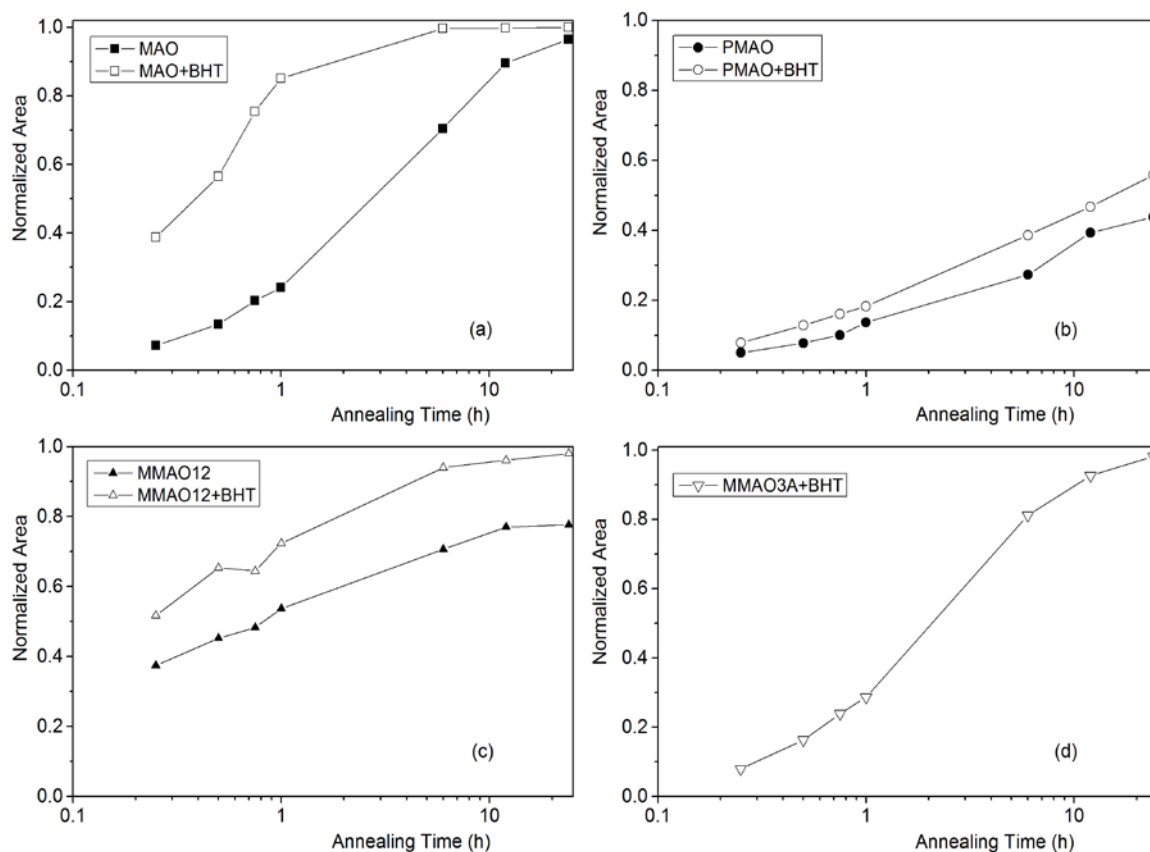 MAO
MAO+BHT
Normalized Area
1.0
0.8
0.6
0.4
0.2
0.0
(a)
0.1
1
10
Annealing Time (h)
PMAO
PMAO+BHT
Normalized Area
1.0
0.8
0.6
0.4
0.2
0.0
(b)
0.1
1
10
Annealing Time (h)
MMAO12
MMAO12+BHT
Normalized Area
1.0
0.8
0.6
0.4
0.2
0.0
(c)
0.1
1
10
Annealing Time (h)
MMAO3A+BHT
Normalized Area
1.0
0.8
0.6
0.4
0.2
0.0
(d)
0.1
1
10
Annealing Time (h)